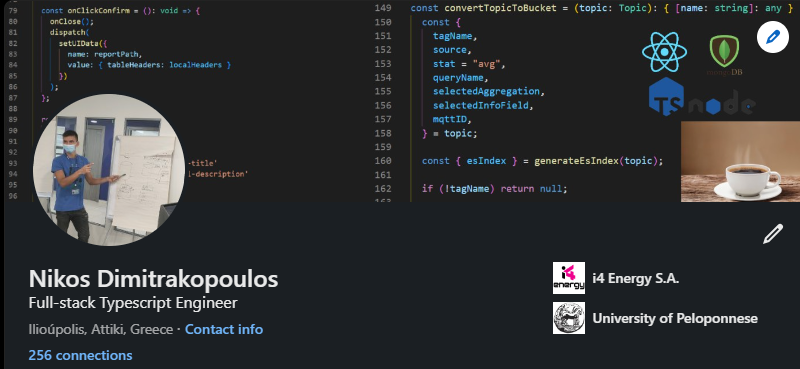 79 const onClickConfirm = (): void => {
80 onClose();
81 dispatch(
82 setUIData({
83 name: reportPath,
84 value: { tableHeaders: localHeaders }
85 })
86 );
87 };
88
89
90
91
92
93 -title'
94 -description'
95
96
149 const convertTopicToBucket = (topic: Topic): { [name: string]: any }
150 const {
151 tagName,
152 source,
153 stat = "avg",
154 queryName,
155 selectedAggregation,
156 selectedInfoField,
157 mqttID,
158 } = topic;
159
160 const { esIndex } = generateEsIndex(topic);
161
162 if (!tagName) return null;
DB
TS node
Nikos Dimitrakopoulos
Full-stack Typescript Engineer
Ilioúpolis, Attiki, Greece · Contact info
256 connections
i4
energy
i4 Energy S.A.
University of Peloponnese